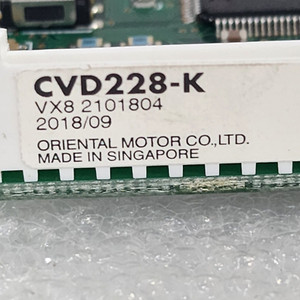 CVD228-K
VX8 2101804
2018/09
ORIENTAL MOTOR CO.,LTD.
MADE IN SINGAPORE